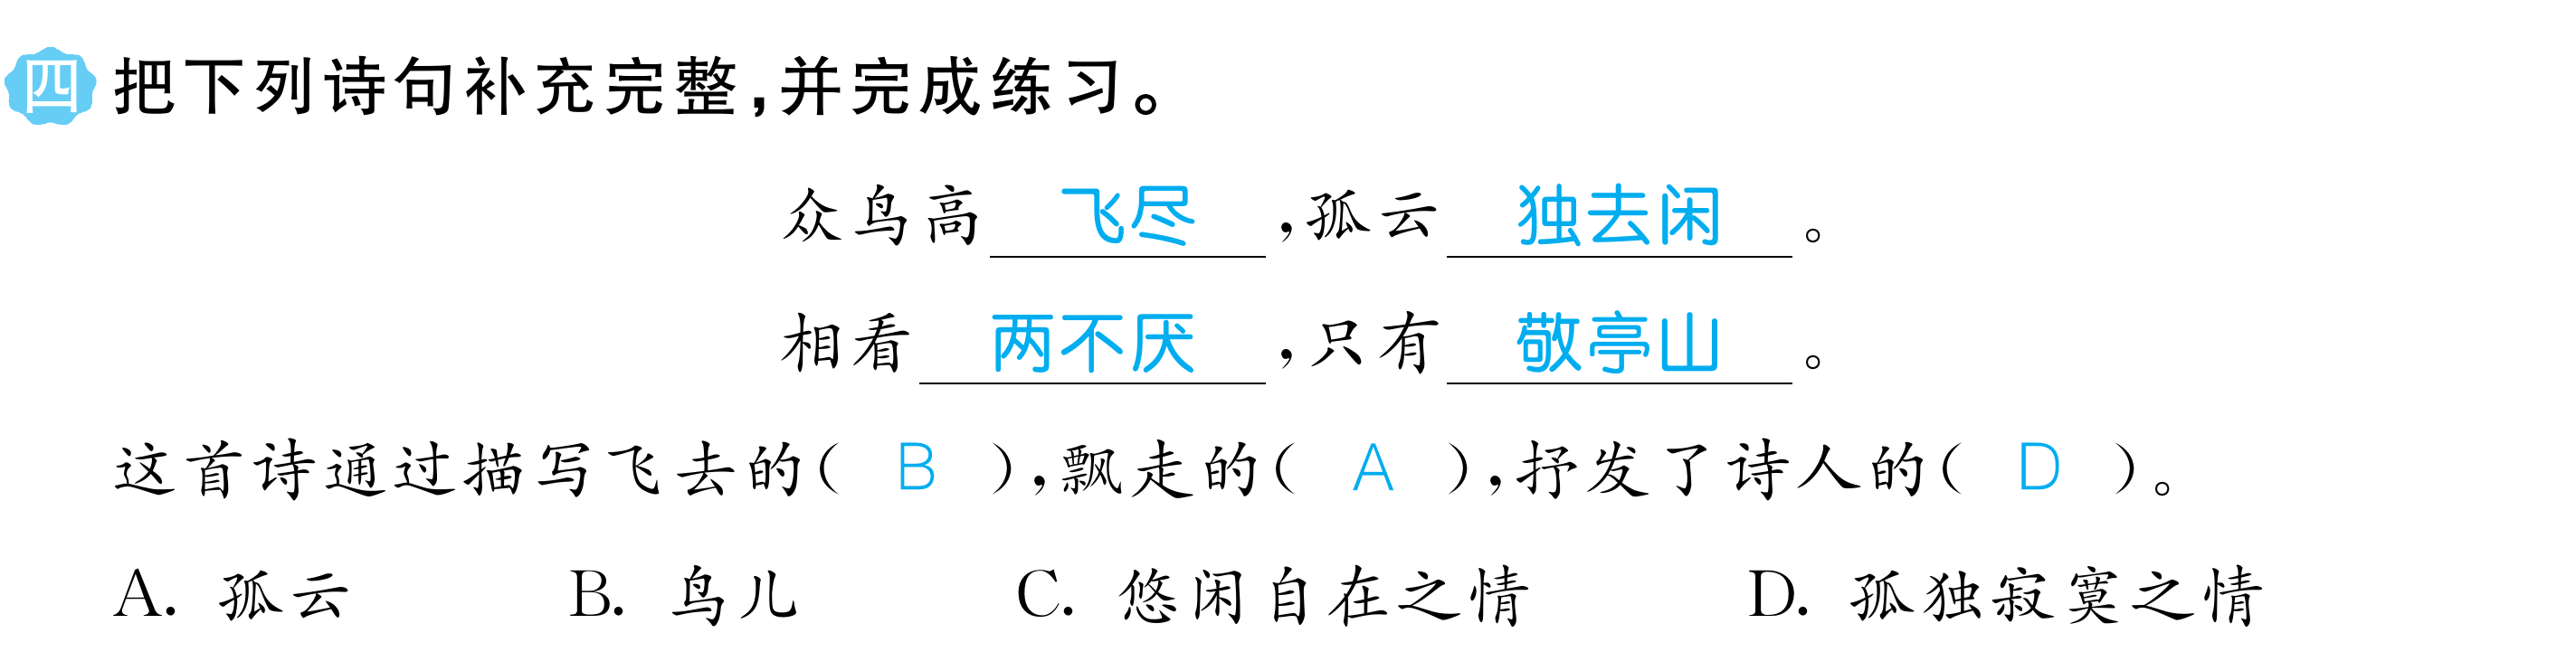 四 把下列诗句补充完整,并完成练习。
众鸟高 飞尽 ,孤云 独去闲 。
相看 两不厌 ,只有 敬亭山 。
这首诗通过描写飞去的( B ),飘走的( A ),抒发了诗人的( D )。
A. 孤云 B. 鸟儿 C. 悠闲自在之情 D. 孤独寂寞之情